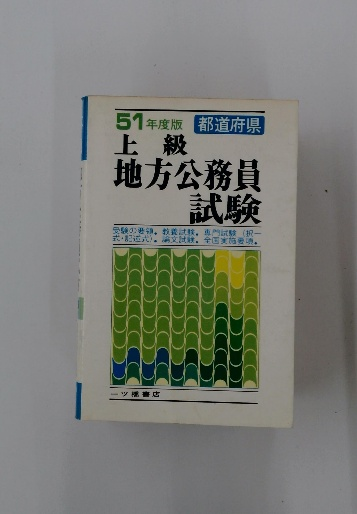 51年度版 都道府県
上級
地方公務員
試験
受験の要領。教養試験。専門試験(択一
式・記述式)。論文試験。全国実施要項。
一ツ橋書店